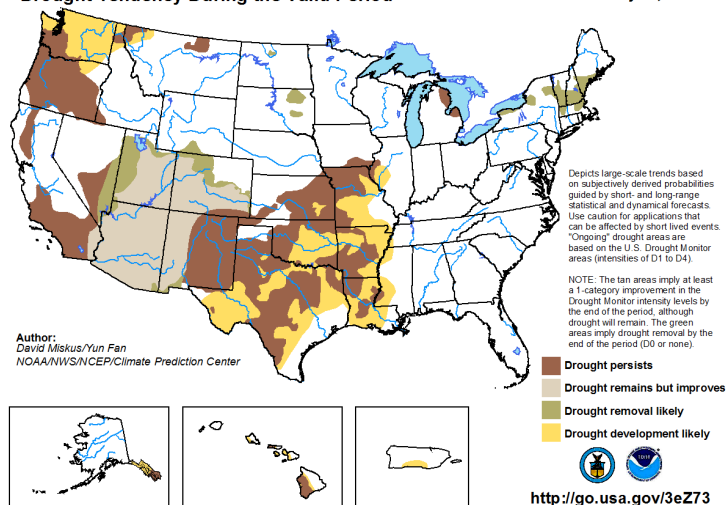 Drought Tendency During the Valid Period
Depicts large-scale trends based
on subjectively derived probabilities
guided by short- and long-range
statistical and dynamical forecasts.
Use caution for applications that
can be affected by short lived events.
"Ongoing" drought areas are
based on the U.S. Drought Monitor
areas (intensities of D1 to D4).
NOTE: The tan areas imply at least
a 1-category improvement in the
Drought Monitor intensity levels by
the end of the period, although
drought will remain. The green
areas imply drought removal by the
end of the period (D0 or none).
Author:
David Miskus/Yun Fan
NOAA/NWS/NCEP/Climate Prediction Center
Drought persists
Drought remains but improves
Drought removal likely
Drought development likely
http://go.usa.gov/3eZ73